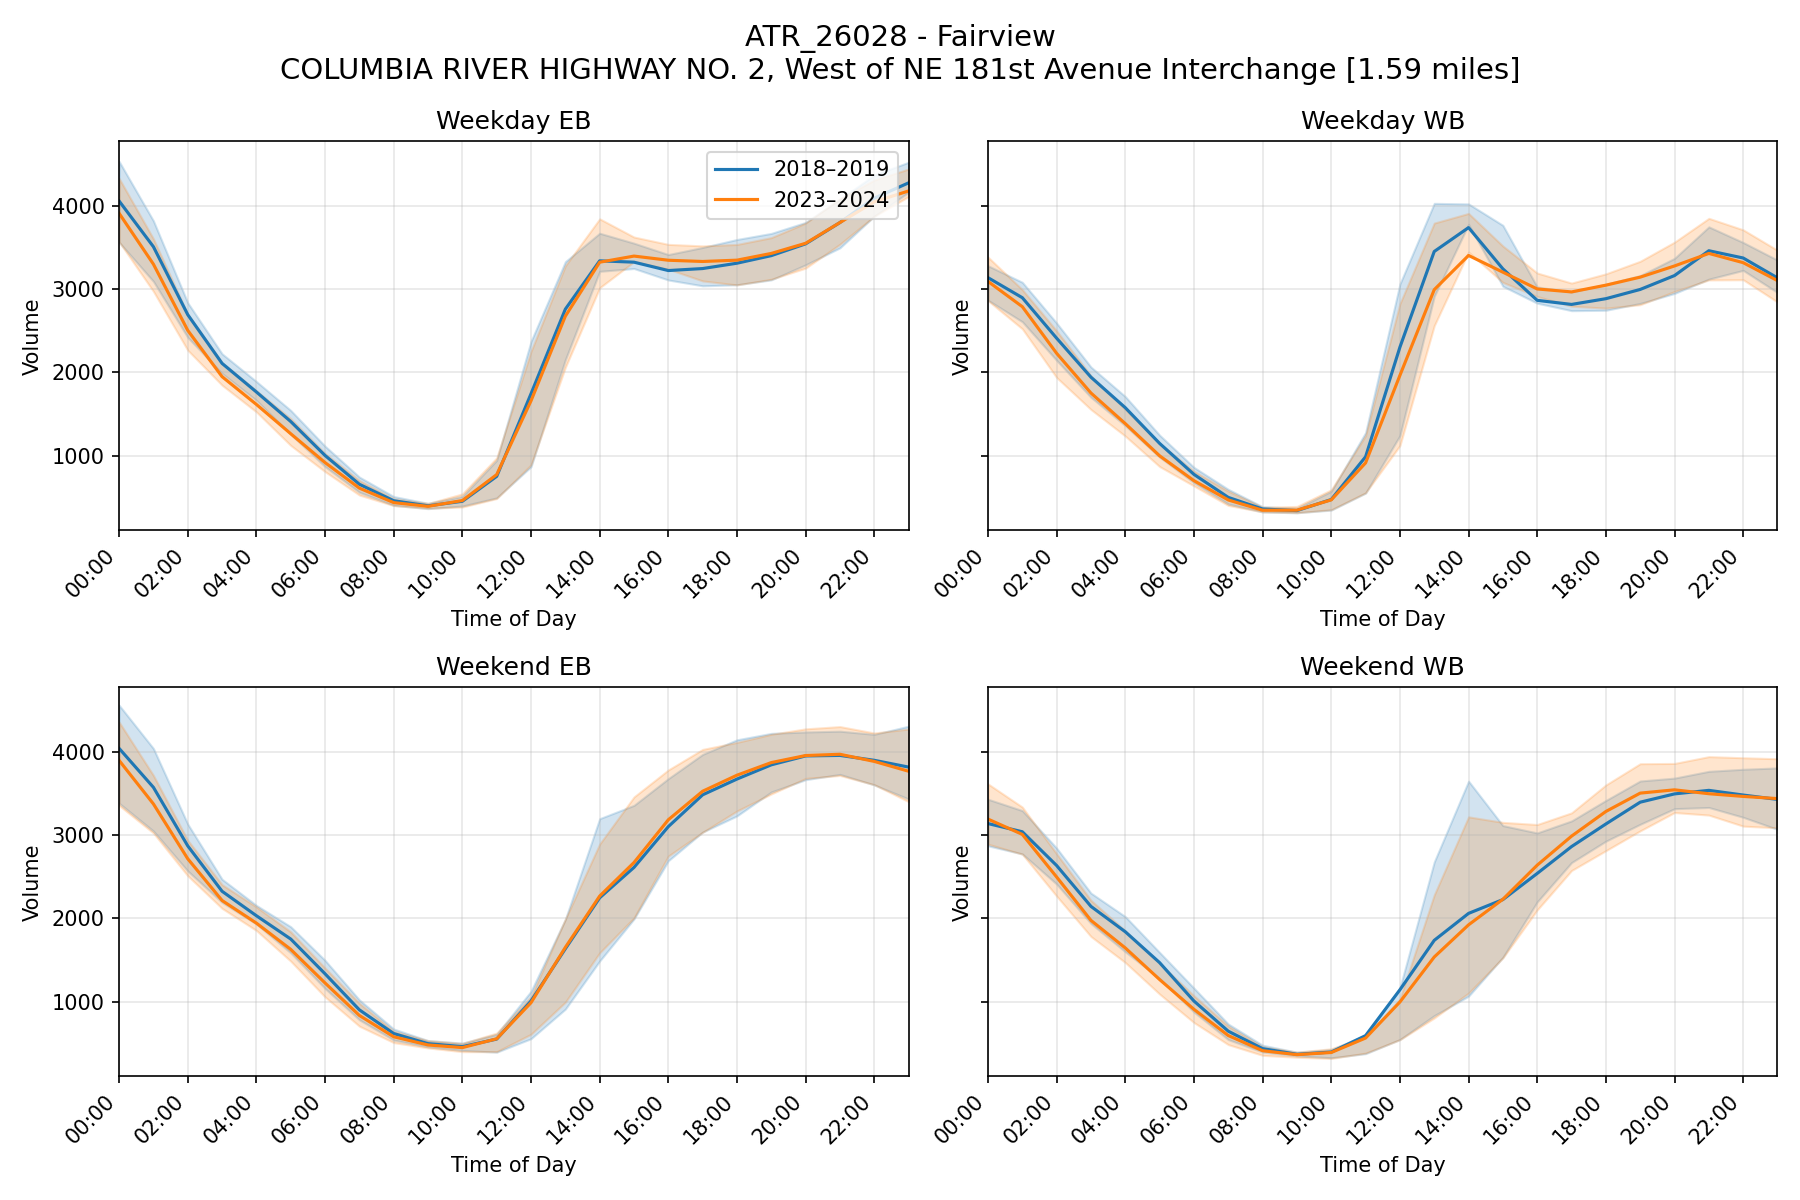 ATR_26028 - Fairview
COLUMBIA RIVER HIGHWAY NO. 2, West of NE 181st Avenue Interchange [1.59 miles]
Weekday EB
Volume
4000
3000
2000
1000
2018–2019
2023–2024
00:00 02:00 04:00 06:00 08:00 10:00 12:00 14:00 16:00 18:00 20:00 22:00
Time of Day
Weekday WB
Volume
00:00 02:00 04:00 06:00 08:00 10:00 12:00 14:00 16:00 18:00 20:00 22:00
Time of Day
Weekend EB
Volume
4000
3000
2000
1000
00:00 02:00 04:00 06:00 08:00 10:00 12:00 14:00 16:00 18:00 20:00 22:00
Time of Day
Weekend WB
Volume
00:00 02:00 04:00 06:00 08:00 10:00 12:00 14:00 16:00 18:00 20:00 22:00
Time of Day